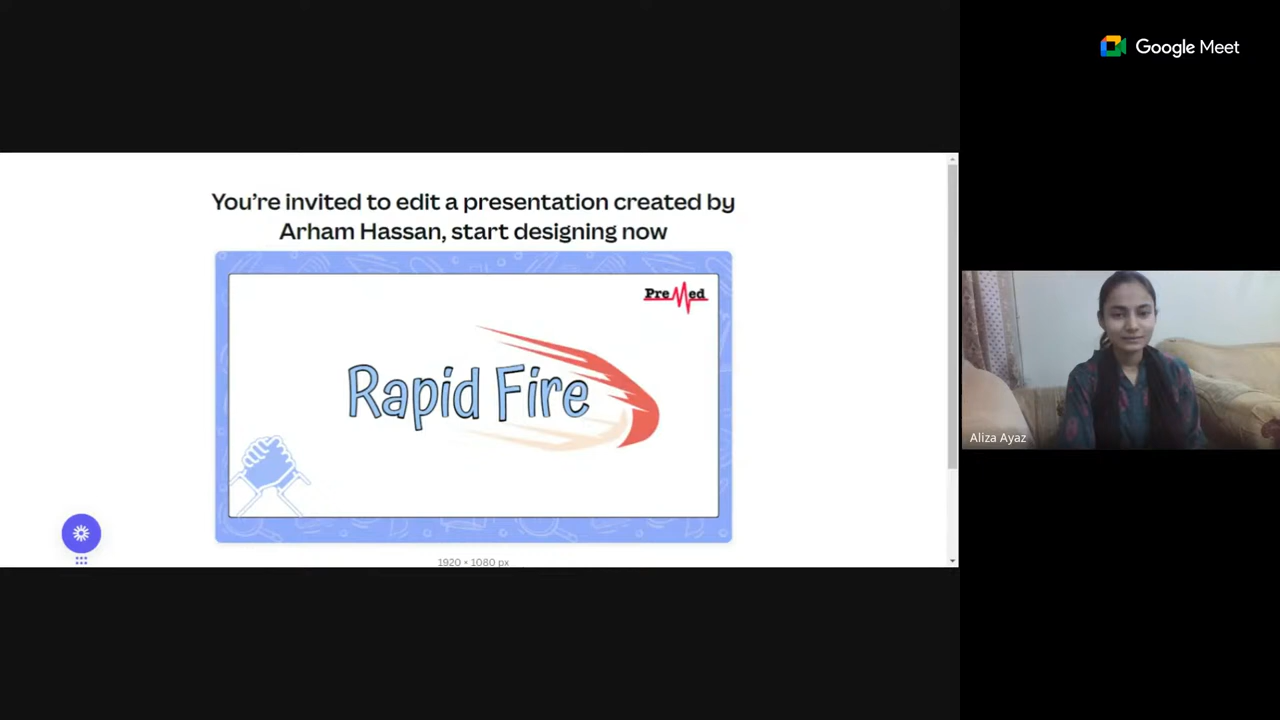 Google Meet
You’re invited to edit a presentation created by
Arham Hassan, start designing now
PreMed
Rapid Fire
1920 × 1080 px
Aliza Ayaz